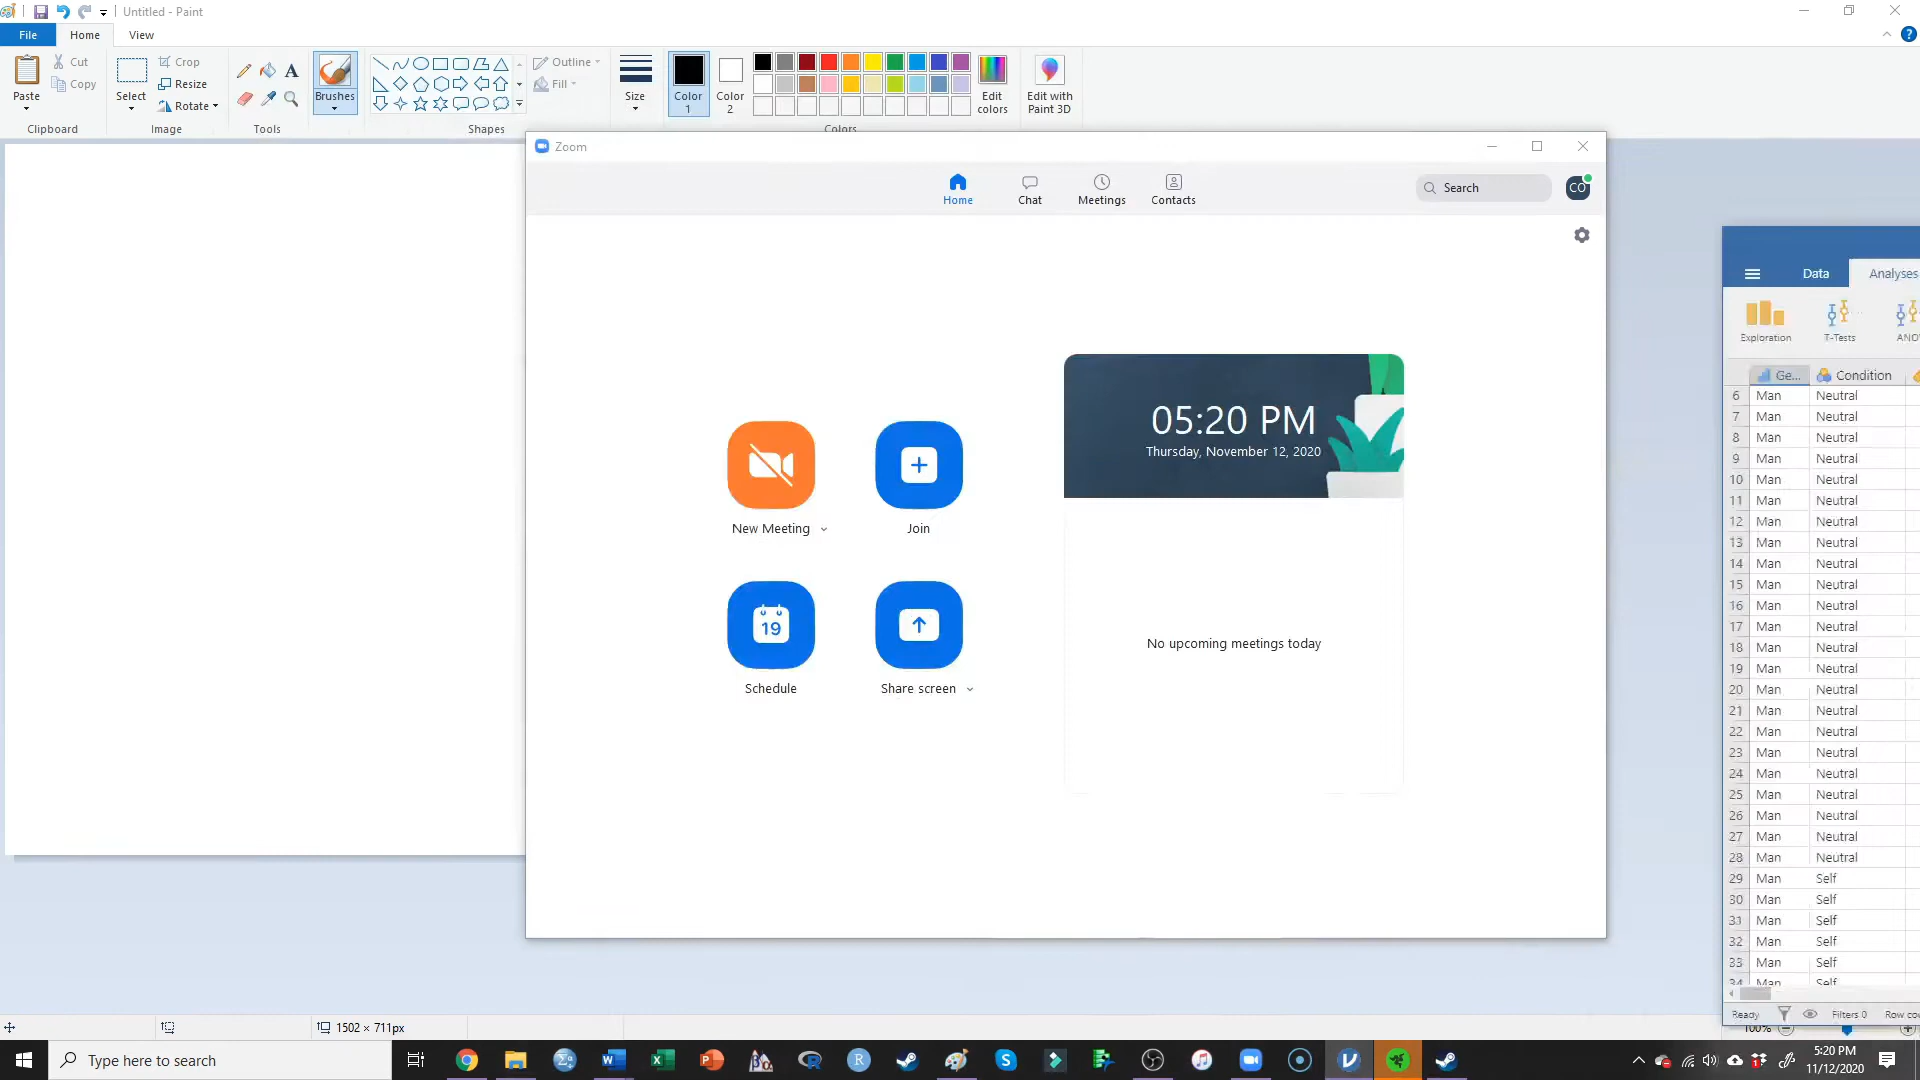 Untitled - Paint
File
Home
View
Paste
Cut
Copy
Clipboard
Select
Crop
Resize
Rotate
Image
Tools
Brushes
Shapes
Outline
Fill
Size
Color 1
Color 2
Colors
Edit colors
Edit with Paint 3D
Zoom
Home
Chat
Meetings
Contacts
Search
CO
05:20 PM
Thursday, November 12, 2020
No upcoming meetings today
New Meeting
Join
19
Schedule
Share screen
Data
Analyses
Exploration
T-Tests
ANO
Ge...
Condition
6 Man Neutral
7 Man Neutral
8 Man Neutral
9 Man Neutral
10 Man Neutral
11 Man Neutral
12 Man Neutral
13 Man Neutral
14 Man Neutral
15 Man Neutral
16 Man Neutral
17 Man Neutral
18 Man Neutral
19 Man Neutral
20 Man Neutral
21 Man Neutral
22 Man Neutral
23 Man Neutral
24 Man Neutral
25 Man Neutral
26 Man Neutral
27 Man Neutral
28 Man Neutral
29 Man Self
30 Man Self
31 Man Self
32 Man Self
33 Man Self
34 Man Self
Ready
Filters 0
Row cou
1502 × 711px
100%
Type here to search
5:20 PM
11/12/2020